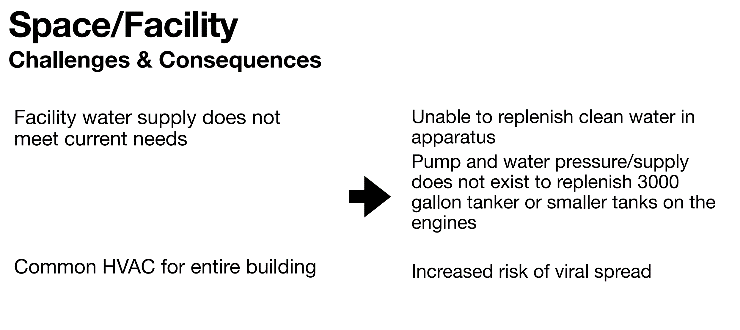 Space/Facility
Challenges & Consequences
Facility water supply does not
meet current needs
Unable to replenish clean water in
apparatus
Pump and water pressure/supply
does not exist to replenish 3000
gallon tanker or smaller tanks on the
engines
Common HVAC for entire building
Increased risk of viral spread